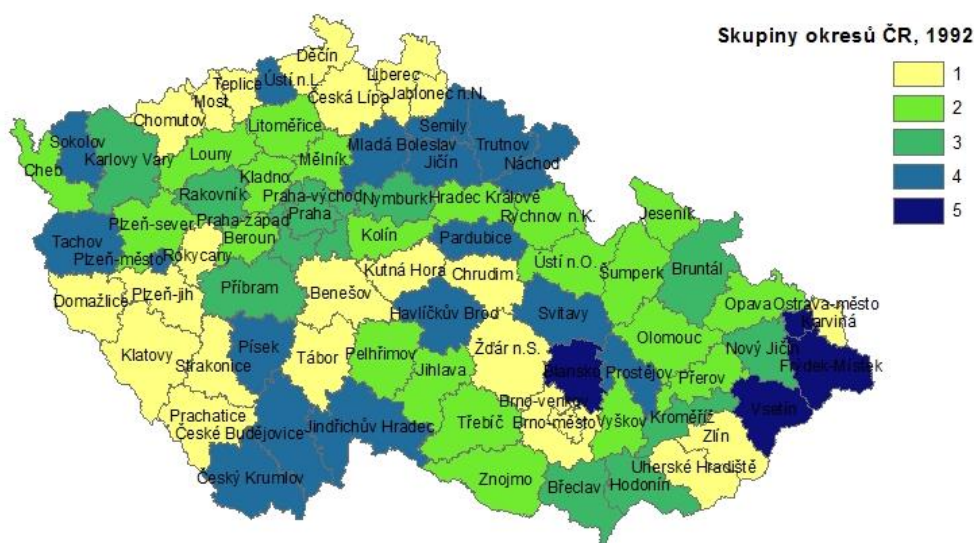 Skupiny okresů ČR, 1992
1
2
3
4
5
Děčín
Liberec
Teplice
Ústí n.L.
Most
Česká Lípa
Jablonec n.N.
Chomutov
Litoměřice
Semily
Trutnov
Sokolov
Karlovy Vary
Louny
Mělník
Mladá Boleslav
Jičín
Náchod
Cheb
Kladno
Rakovník
Praha-východ
Nymburk
Hradec Králové
Praha
Rychnov n.K.
Jeseník
Plzeň-sever
Praha-západ
Beroun
Kolín
Pardubice
Tachov
Plzeň-město
Rokycany
Kutná Hora
Chrudim
Ústí n.O.
Šumperk
Bruntál
Domažlice
Plzeň-jih
Příbram
Benešov
Opava
Ostrava-město
Karviná
Havlíčkův Brod
Svitavy
Klatovy
Písek
Tábor
Pelhřimov
Žďár n.S.
Olomouc
Nový Jičín
Frýdek-Místek
Strakonice
Jihlava
Blansko
Prostějov
Přerov
Vsetín
Prachatice
Brno-venkov
Kroměříž
České Budějovice
Jindřichův Hradec
Třebíč
Brno-město
Vyškov
Zlín
Uherské Hradiště
Český Krumlov
Znojmo
Břeclav
Hodonín